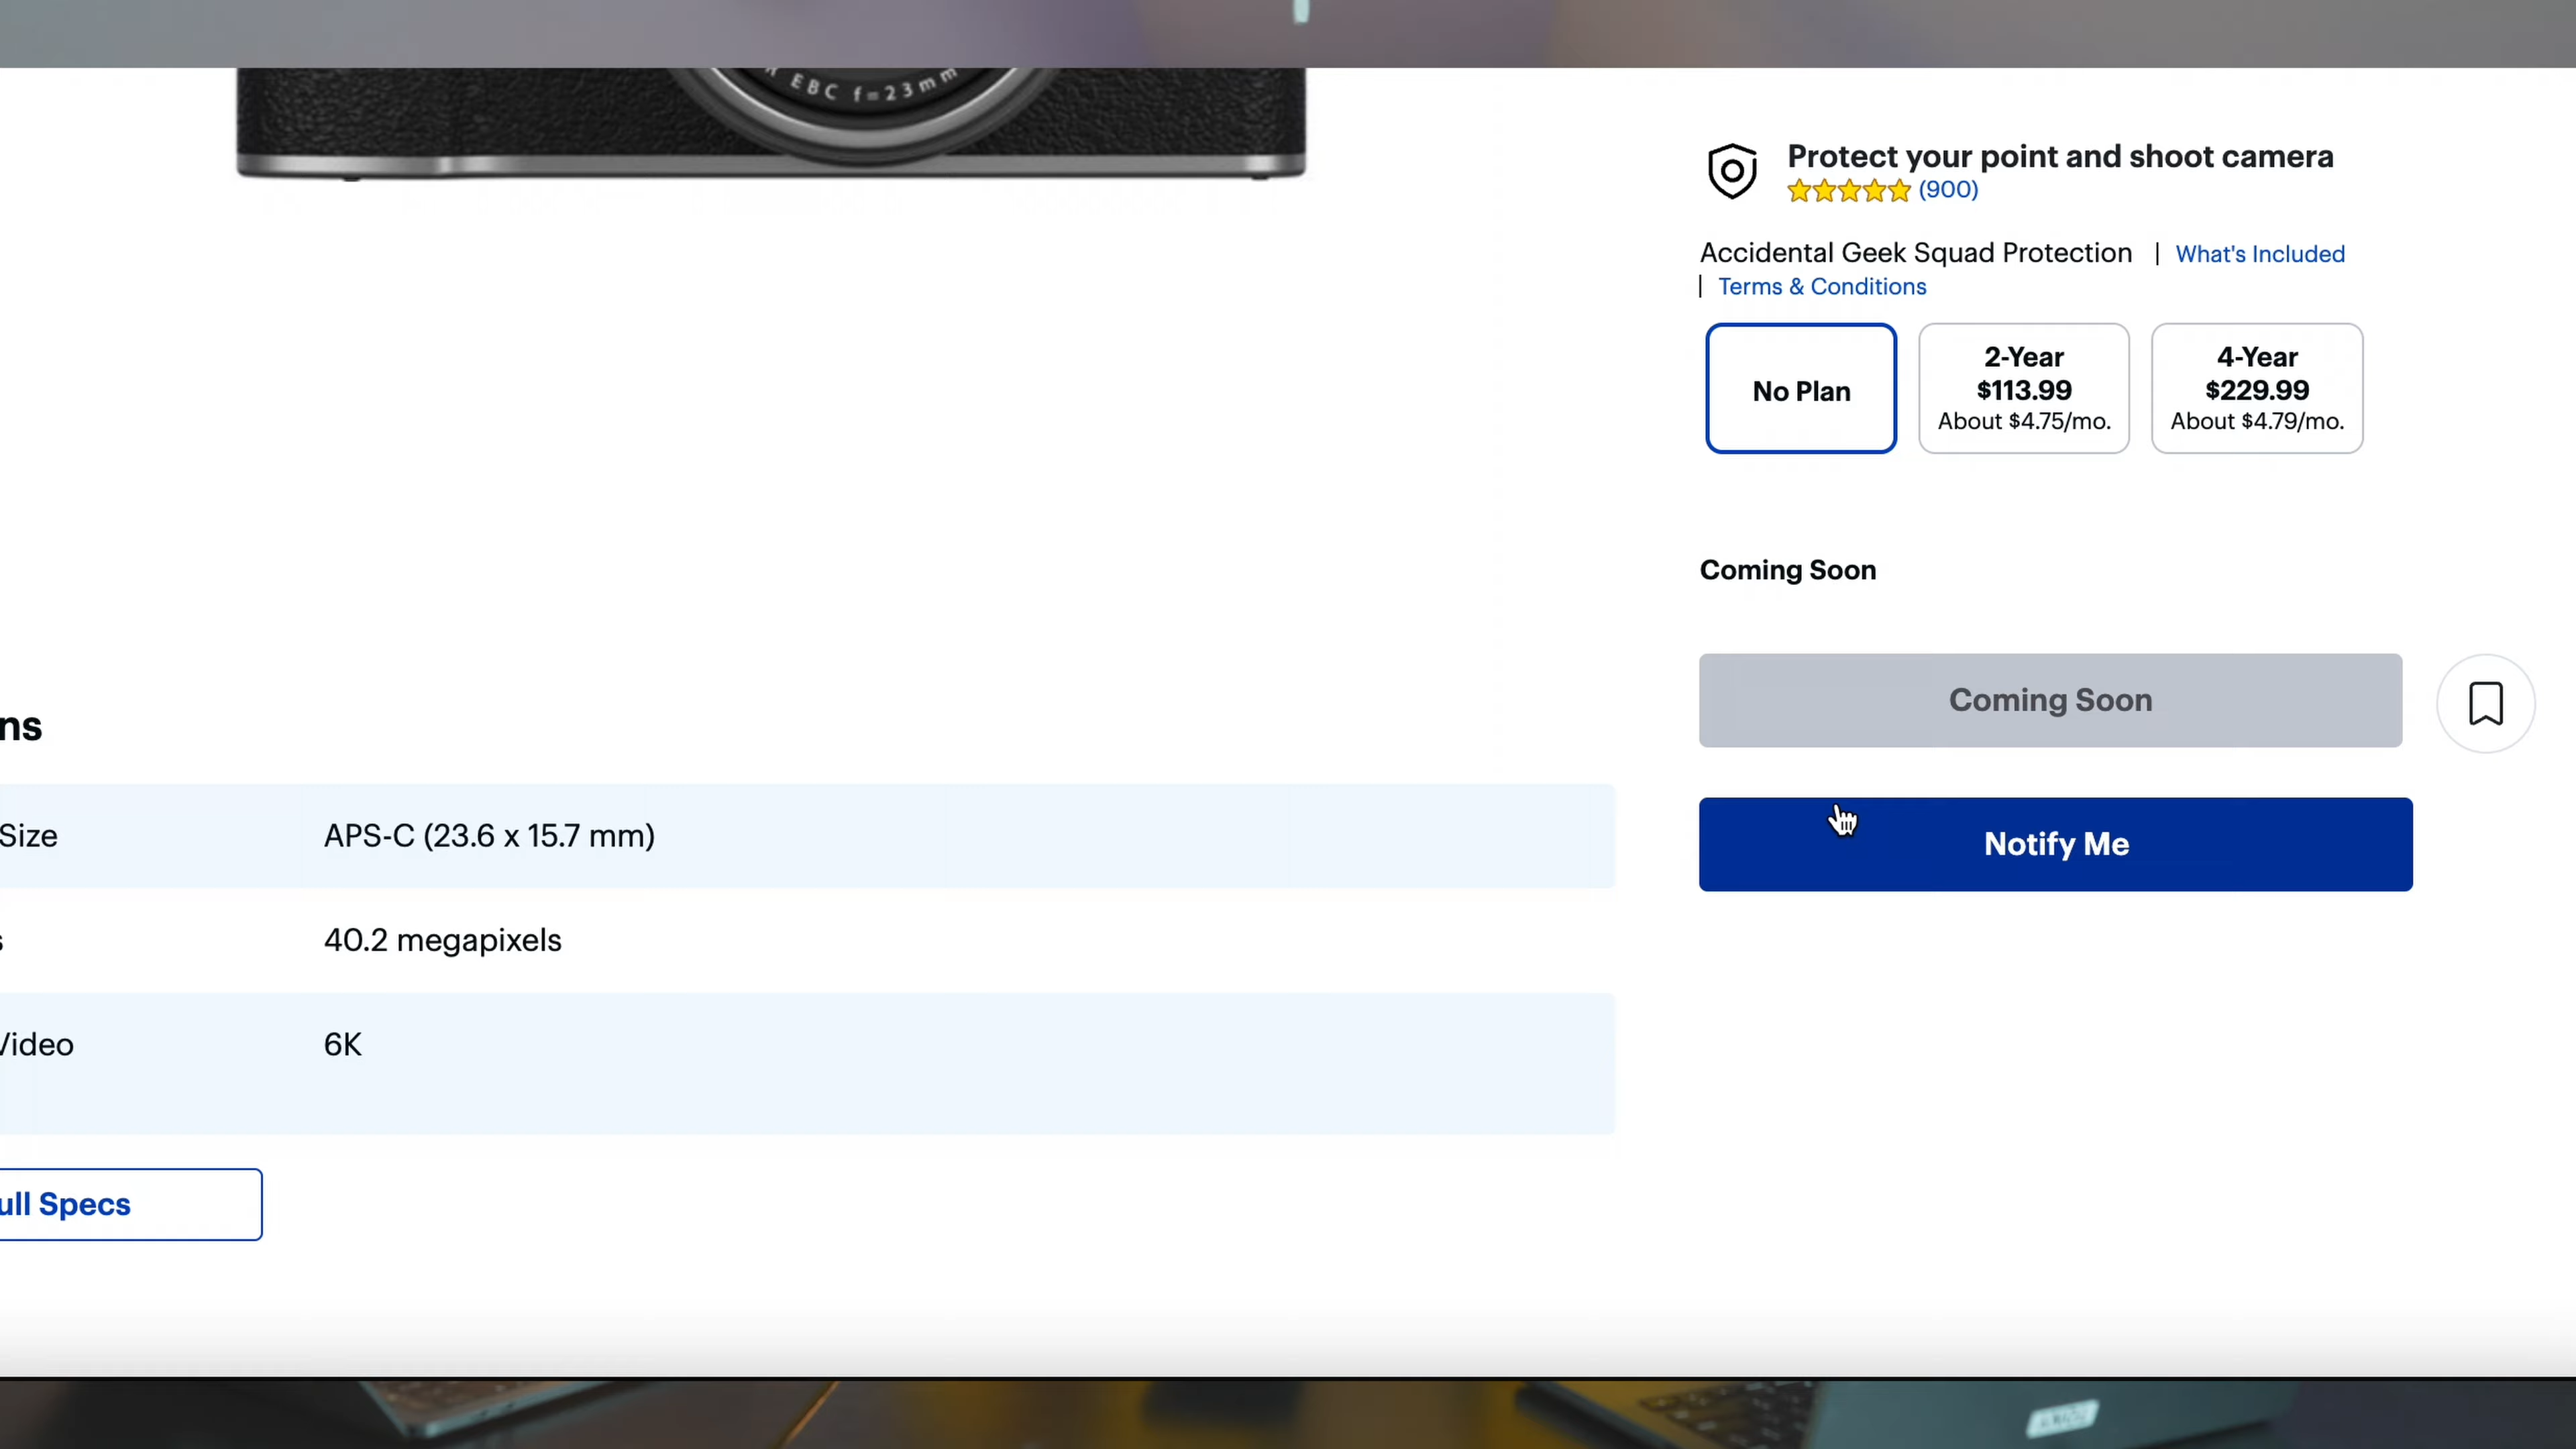 EBC f=23mm
Protect your point and shoot camera
(900)
Accidental Geek Squad Protection | What's Included
| Terms & Conditions
No Plan
2-Year
$113.99
About $4.75/mo.
4-Year
$229.99
About $4.79/mo.
Coming Soon
Coming Soon
Notify Me
ns
Size APS-C (23.6 x 15.7 mm)
s 40.2 megapixels
Video 6K
ull Specs